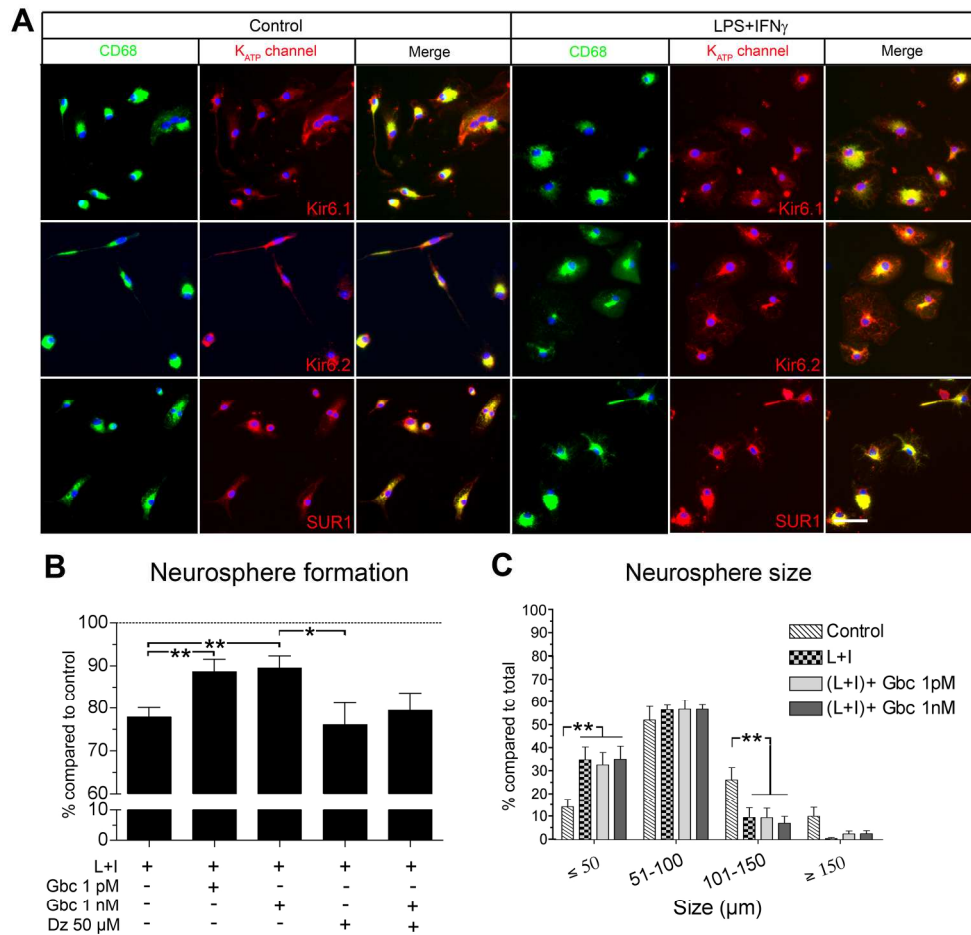 A
Control
LPS+IFNγ
CD68
K_ATP channel
Merge
CD68
K_ATP channel
Merge
Kir6.1
Kir6.1
Kir6.2
Kir6.2
SUR1
SUR1
B
Neurosphere formation
% compared to control
100
90
80
70
60
10
0
**
**
*
L+I + + + + +
Gbc 1 pM - + - - -
Gbc 1 nM - - + - +
Dz 50 µM - - - + +
C
Neurosphere size
% compared to total
100
90
80
70
60
50
40
30
20
10
0
**
**
Control
L+I
(L+I)+ Gbc 1pM
(L+I)+ Gbc 1nM
≤ 50
51-100
101-150
≥ 150
Size (µm)